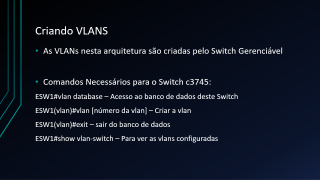 Criando VLANS
• As VLANs nesta arquitetura são criadas pelo Switch Gerenciável
• Comandos Necessários para o Switch c3745:
ESW1#vlan database – Acesso ao banco de dados deste Switch
ESW1(vlan)#vlan [número da vlan] – Criar a vlan
ESW1(vlan)#exit – sair do banco de dados
ESW1#show vlan-switch – Para ver as vlans configuradas